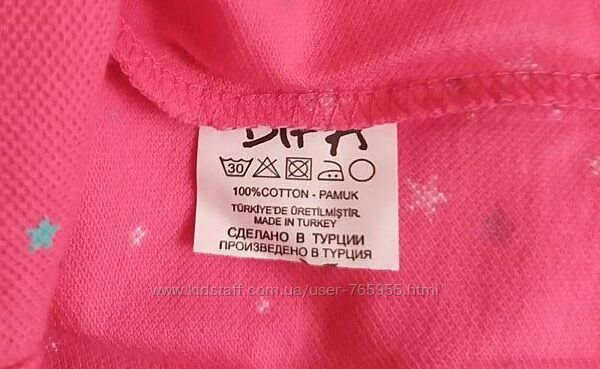 30
100%COTTON - PAMUK
TÜRKİYE'DE ÜRETİLMİŞTİR.
MADE IN TURKEY
СДЕЛАНО В ТУРЦИИ
ПРОИЗВЕДЕНО В ТУРЦИЯ
www.kidstaff.com.ua/user-765955.html